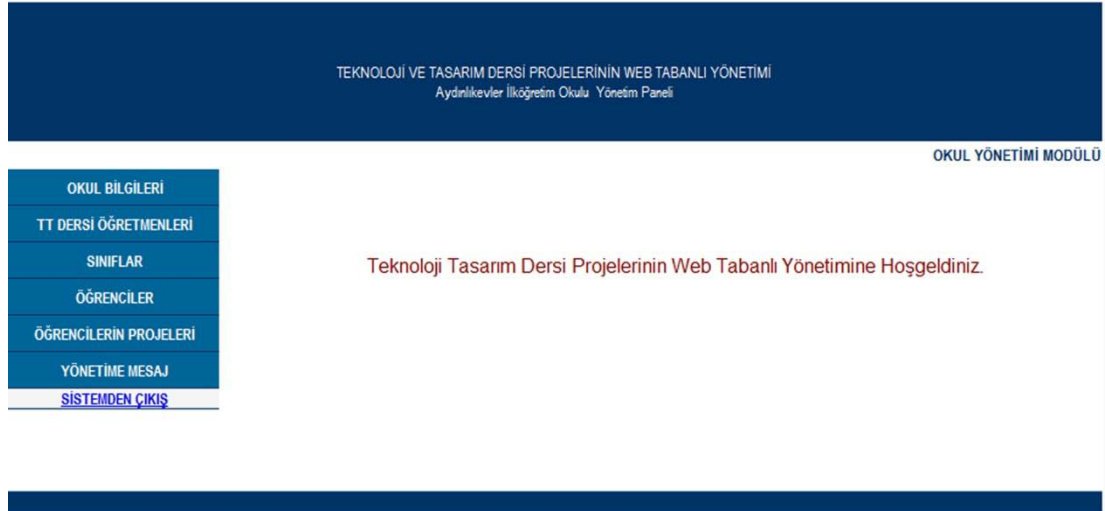 TEKNOLOJİ VE TASARIM DERSİ PROJELERİNİN WEB TABANLI YÖNETİMİ
Aydınlıkevler İlköğretim Okulu Yönetim Paneli
OKUL YÖNETİMİ MODÜLÜ
OKUL BİLGİLERİ
TT DERSİ ÖĞRETMENLERİ
SINIFLAR
ÖĞRENCİLER
ÖĞRENCİLERİN PROJELERİ
YÖNETİME MESAJ
SİSTEMDEN ÇIKIŞ
Teknoloji Tasarım Dersi Projelerinin Web Tabanlı Yönetimine Hoşgeldiniz.